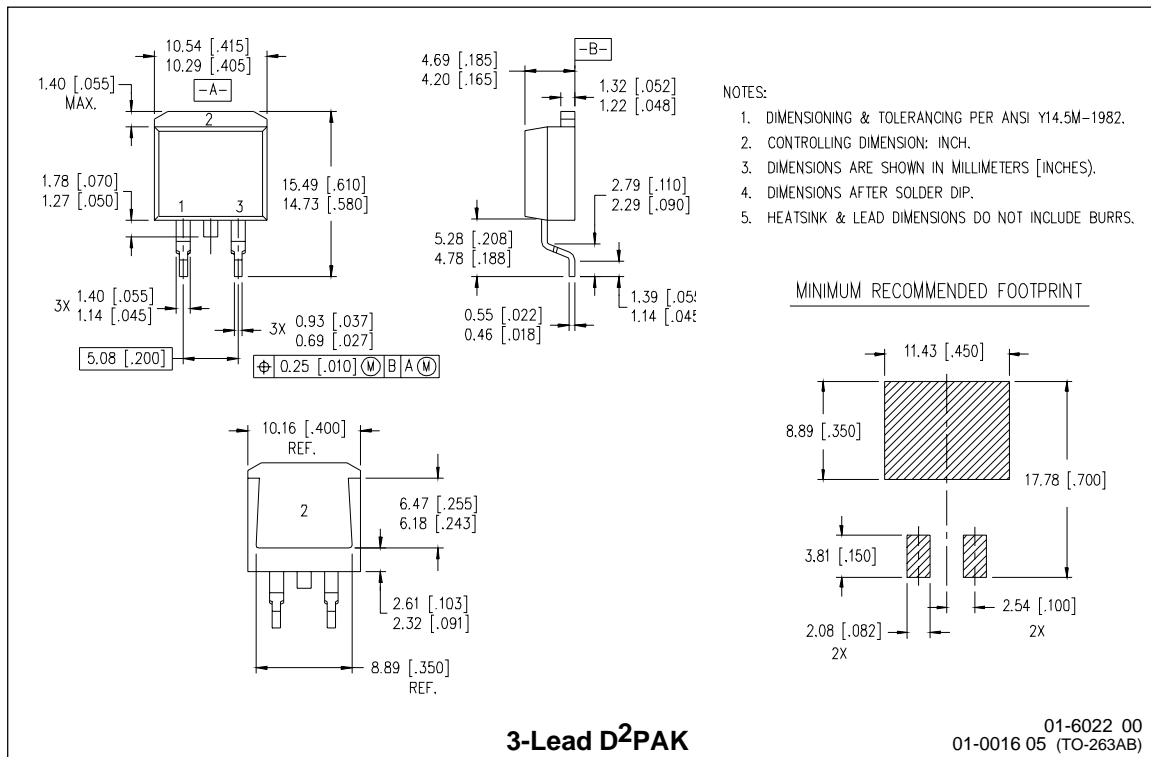 10.54 [.415]
10.29 [.405]
-A-
1.40 [.055]
MAX.
2
1.78 [.070]
1.27 [.050]
1 3
15.49 [.610]
14.73 [.580]
3X 1.40 [.055]
1.14 [.045]
3X 0.93 [.037]
0.69 [.027]
5.08 [.200]
⌖ 0.25 [.010] Ⓜ B A Ⓜ
-B-
4.69 [.185]
4.20 [.165]
1.32 [.052]
1.22 [.048]
2.79 [.110]
2.29 [.090]
5.28 [.208]
4.78 [.188]
0.55 [.022]
0.46 [.018]
1.39 [.055
1.14 [.045
NOTES:
1. DIMENSIONING & TOLERANCING PER ANSI Y14.5M-1982.
2. CONTROLLING DIMENSION: INCH.
3. DIMENSIONS ARE SHOWN IN MILLIMETERS [INCHES].
4. DIMENSIONS AFTER SOLDER DIP.
5. HEATSINK & LEAD DIMENSIONS DO NOT INCLUDE BURRS.
MINIMUM RECOMMENDED FOOTPRINT
11.43 [.450]
8.89 [.350]
17.78 [.700]
3.81 [.150]
2.08 [.082]
2X
2.54 [.100]
2X
10.16 [.400]
REF.
2
6.47 [.255]
6.18 [.243]
2.61 [.103]
2.32 [.091]
8.89 [.350]
REF.
3-Lead D²PAK
01-6022 00
01-0016 05 (TO-263AB)